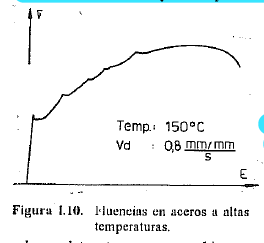 σ
Temp.: 150°C
Vd : 0,8 mm/mm
s
E
Figura 1.10. Fluencias en aceros a altas
temperaturas.